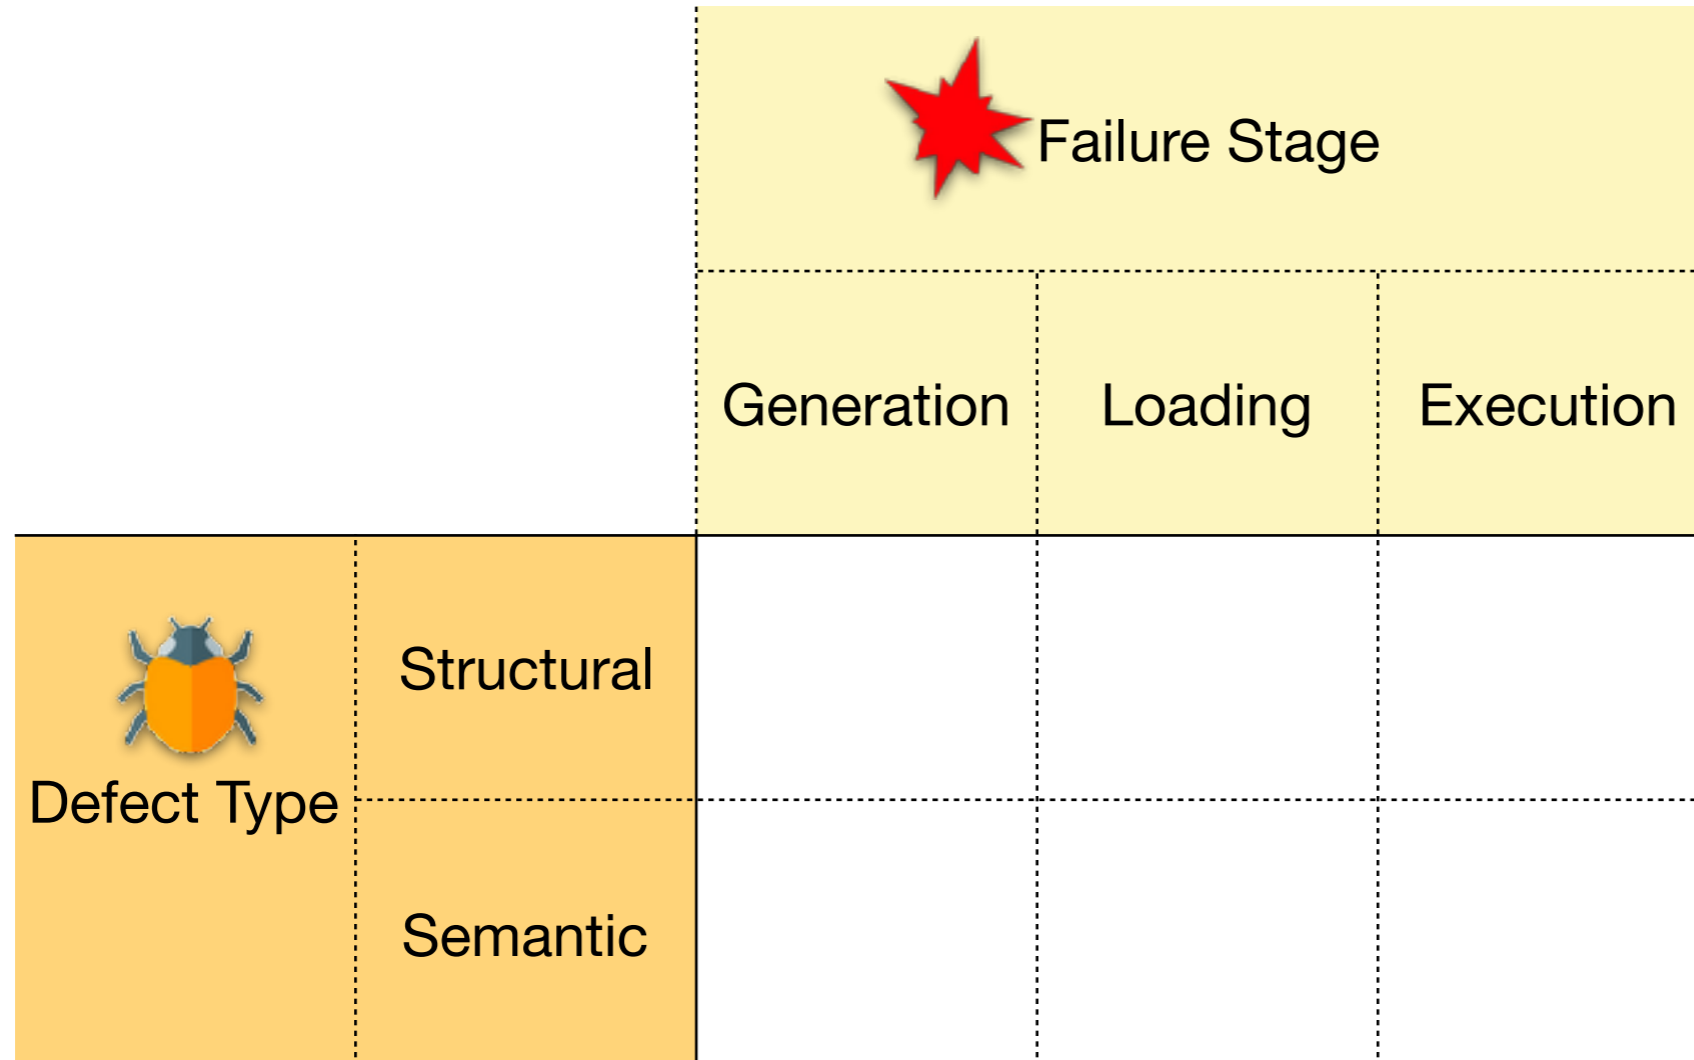 Failure Stage
Generation
Loading
Execution
Defect Type
Structural
Semantic